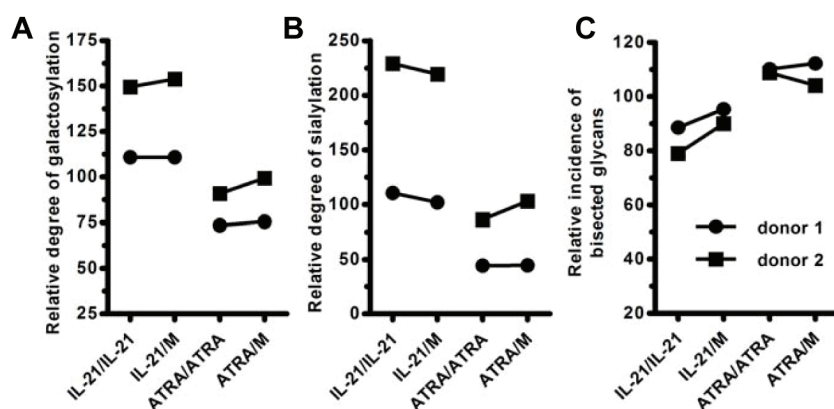 A
Relative degree of galactosylation
175
150
125
100
75
50
25
IL-21/IL-21
IL-21/M
ATRA/ATRA
ATRA/M
B
Relative degree of sialylation
250
200
150
100
50
0
IL-21/IL-21
IL-21/M
ATRA/ATRA
ATRA/M
C
Relative incidence of
bisected glycans
120
100
80
60
40
20
donor 1
donor 2
IL-21/IL-21
IL-21/M
ATRA/ATRA
ATRA/M